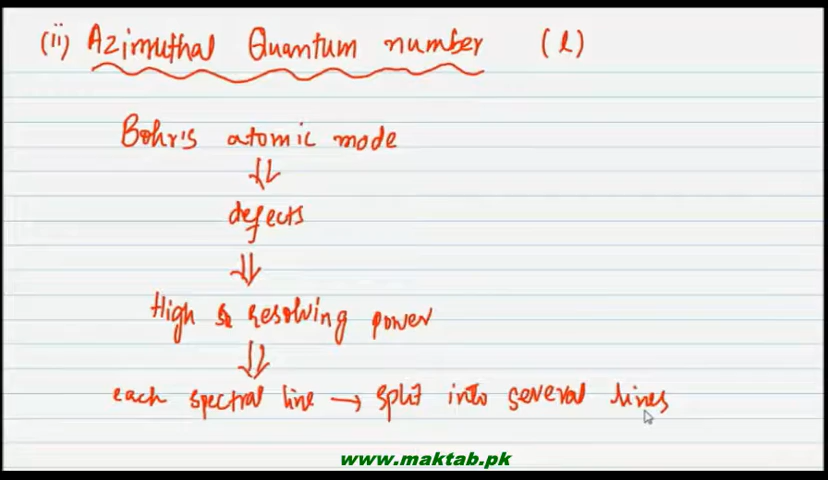 (ii) Azimuthal Quantum number (l)
Bohr's atomic mode
⇓
defects
⇓
High resolving power
⇓
each spectral line → split into several lines
www.maktab.pk